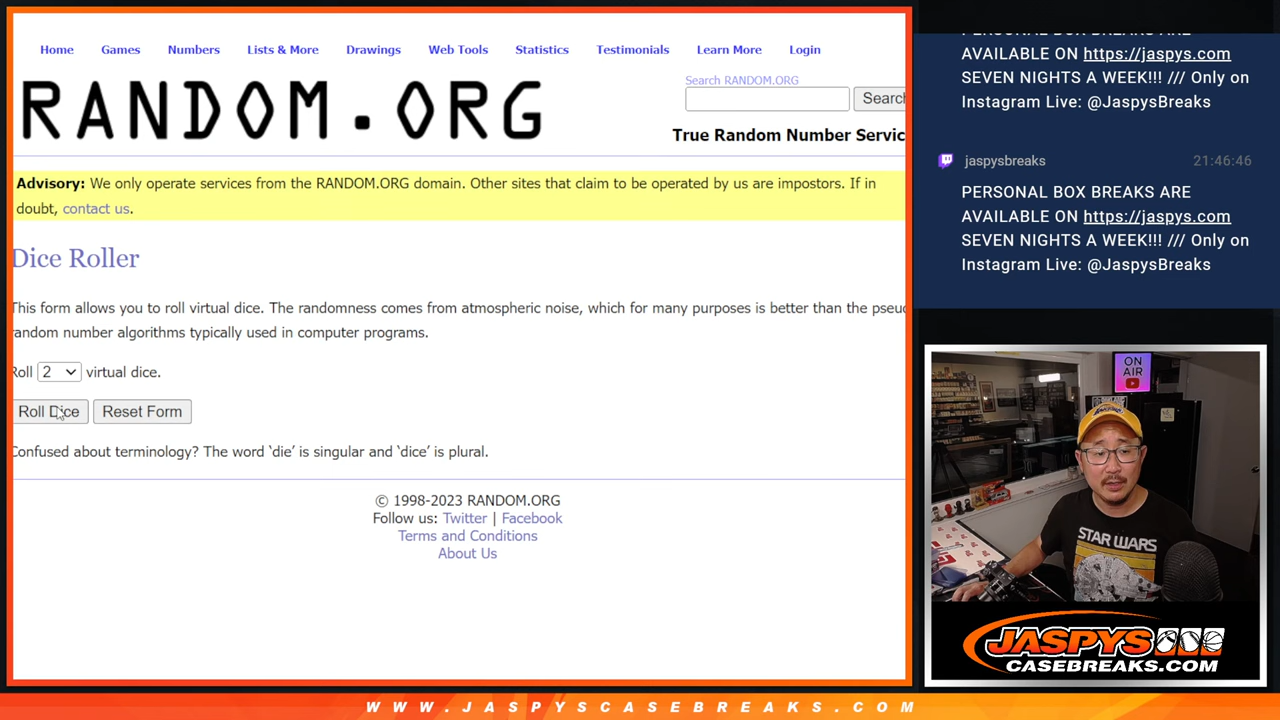 Home Games Numbers Lists & More Drawings Web Tools Statistics Testimonials Learn More Login
RANDOM.ORG
Search RANDOM.ORG
Search
True Random Number Servic
Advisory: We only operate services from the RANDOM.ORG domain. Other sites that claim to be operated by us are impostors. If in
doubt, contact us.
Dice Roller
This form allows you to roll virtual dice. The randomness comes from atmospheric noise, which for many purposes is better than the pseud
random number algorithms typically used in computer programs.
Roll 2 virtual dice.
Roll Dice Reset Form
Confused about terminology? The word ‘die’ is singular and ‘dice’ is plural.
© 1998-2023 RANDOM.ORG
Follow us: Twitter | Facebook
Terms and Conditions
About Us
PERSONAL BOX BREAKS ARE
AVAILABLE ON https://jaspys.com
SEVEN NIGHTS A WEEK!!! /// Only on
Instagram Live: @JaspysBreaks
jaspysbreaks 21:46:46
PERSONAL BOX BREAKS ARE
AVAILABLE ON https://jaspys.com
SEVEN NIGHTS A WEEK!!! /// Only on
Instagram Live: @JaspysBreaks
ON
AIR
STAR WARS
JASPYS
CASEBREAKS.COM
WWW.JASPYSCASEBREAKS.COM